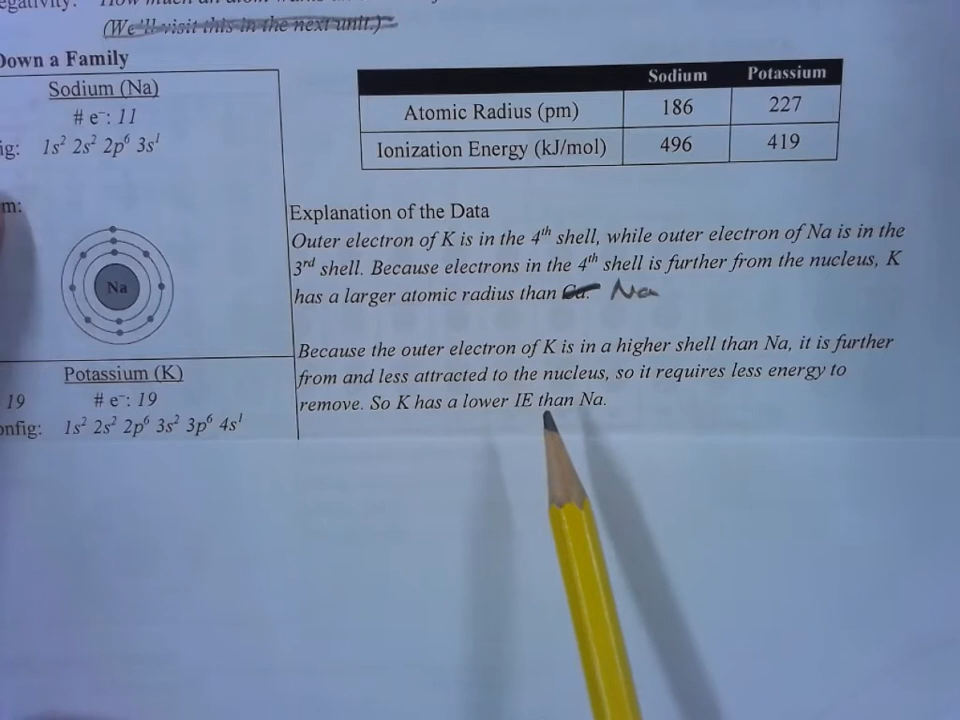 (We'll visit this in the next unit.)
Down a Family
Sodium (Na)
# e⁻: 11
1s² 2s² 2p⁶ 3s¹
Na
Potassium (K)
19 # e⁻: 19
1s² 2s² 2p⁶ 3s² 3p⁶ 4s¹
Sodium Potassium
Atomic Radius (pm) 186 227
Ionization Energy (kJ/mol) 496 419
Explanation of the Data
Outer electron of K is in the 4th shell, while outer electron of Na is in the
3rd shell. Because electrons in the 4th shell is further from the nucleus, K
has a larger atomic radius than Ca. Na
Because the outer electron of K is in a higher shell than Na, it is further
from and less attracted to the nucleus, so it requires less energy to
remove. So K has a lower IE than Na.